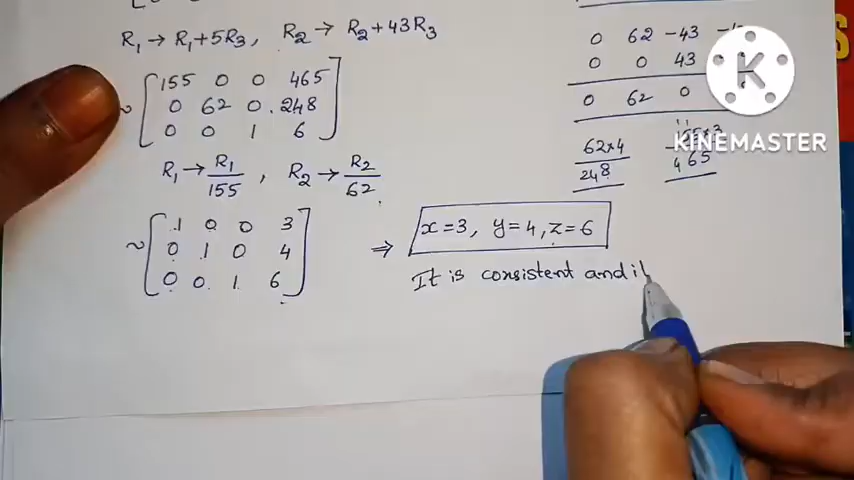 R₁ → R₁+5R₃, R₂ → R₂+43R₃
~ [155 0 0 465
0 62 0 248
0 0 1 6]
R₁ → R₁/155, R₂ → R₂/62
~ [1 0 0 3
0 1 0 4
0 0 1 6]
⇒ x=3, y=4, z=6
It is consistent and
0 62 -43
0 0 43
0 62 0
62×4
248
465
KINEMASTER